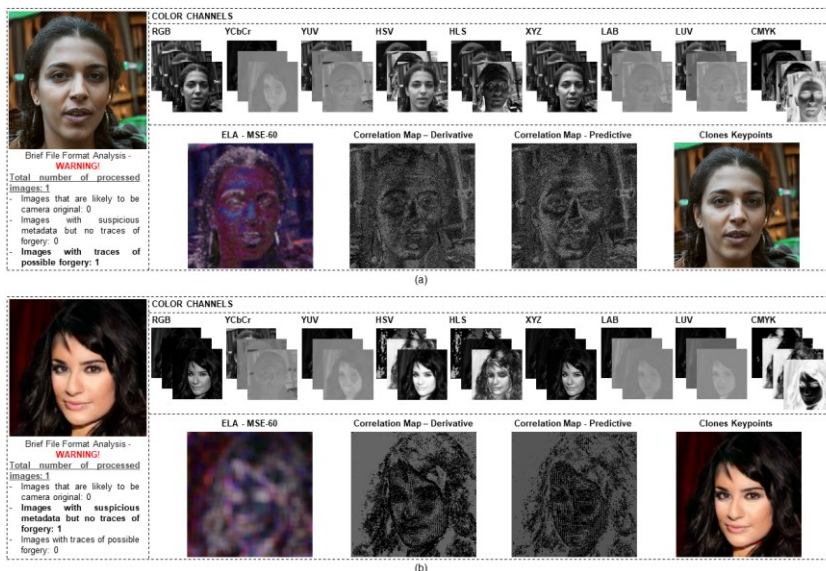 COLOR CHANNELS
RGB YCbCr YUV HSV HLS XYZ LAB LUV CMYK
ELA - MSE-60 Correlation Map – Derivative Correlation Map - Predictive Clones Keypoints
Brief File Format Analysis -
WARNING!
Total number of processed
images: 1
- Images that are likely to be
camera original: 0
- Images with suspicious
metadata but no traces of
forgery: 0
- Images with traces of
possible forgery: 1
(a)
COLOR CHANNELS
RGB YCbCr YUV HSV HLS XYZ LAB LUV CMYK
ELA - MSE-60 Correlation Map – Derivative Correlation Map - Predictive Clones Keypoints
Brief File Format Analysis -
WARNING!
Total number of processed
images: 1
- Images that are likely to be
camera original: 0
- Images with suspicious
metadata but no traces of
forgery: 1
- Images with traces of possible
forgery: 0
(b)